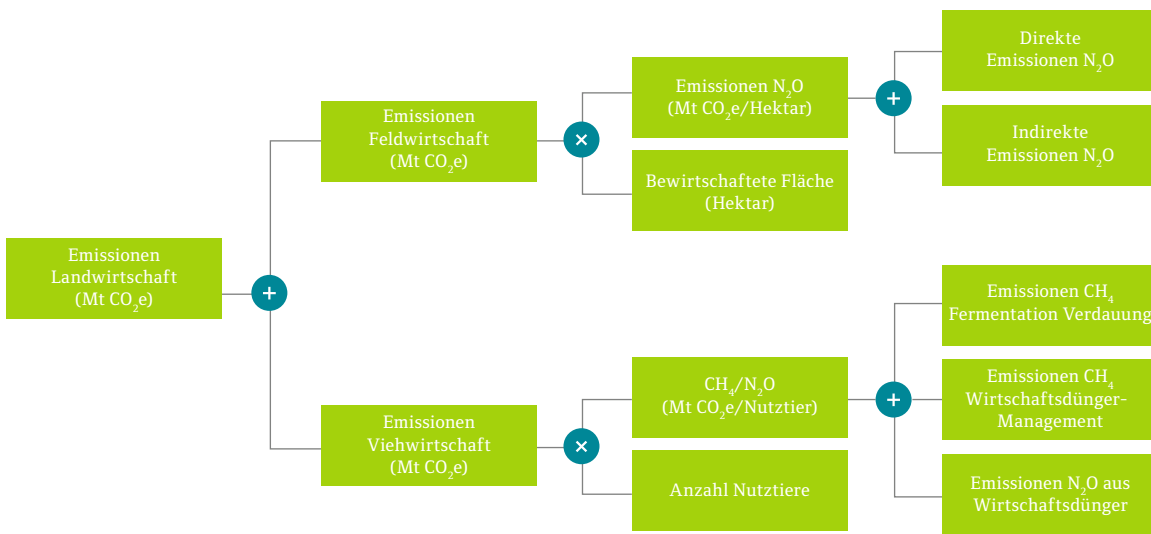 Direkte
Emissionen N₂O
Emissionen N₂O
(Mt CO₂e/Hektar)
+
Emissionen
Feldwirtschaft
(Mt CO₂e)
×
Indirekte
Emissionen N₂O
Bewirtschaftete Fläche
(Hektar)
Emissionen
Landwirtschaft
(Mt CO₂e)
+
Emissionen CH₄
Fermentation Verdauung
CH₄/N₂O
(Mt CO₂e/Nutztier)
+
Emissionen CH₄
Wirtschaftsdünger-
Management
Emissionen
Viehwirtschaft
(Mt CO₂e)
×
Anzahl Nutztiere
Emissionen N₂O aus
Wirtschaftsdünger